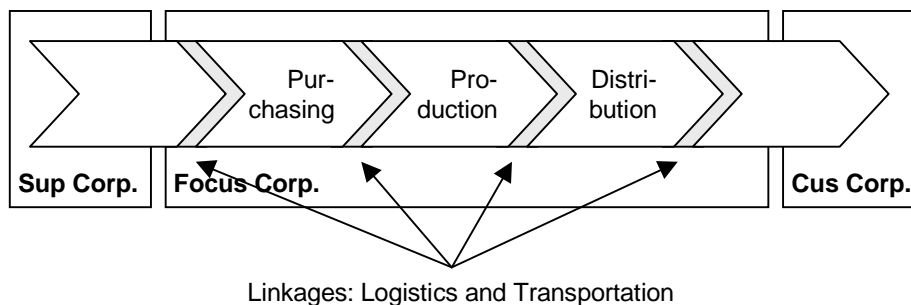 Pur-
chasing
Pro-
duction
Distri-
bution
Sup Corp.
Focus Corp.
Cus Corp.
Linkages: Logistics and Transportation